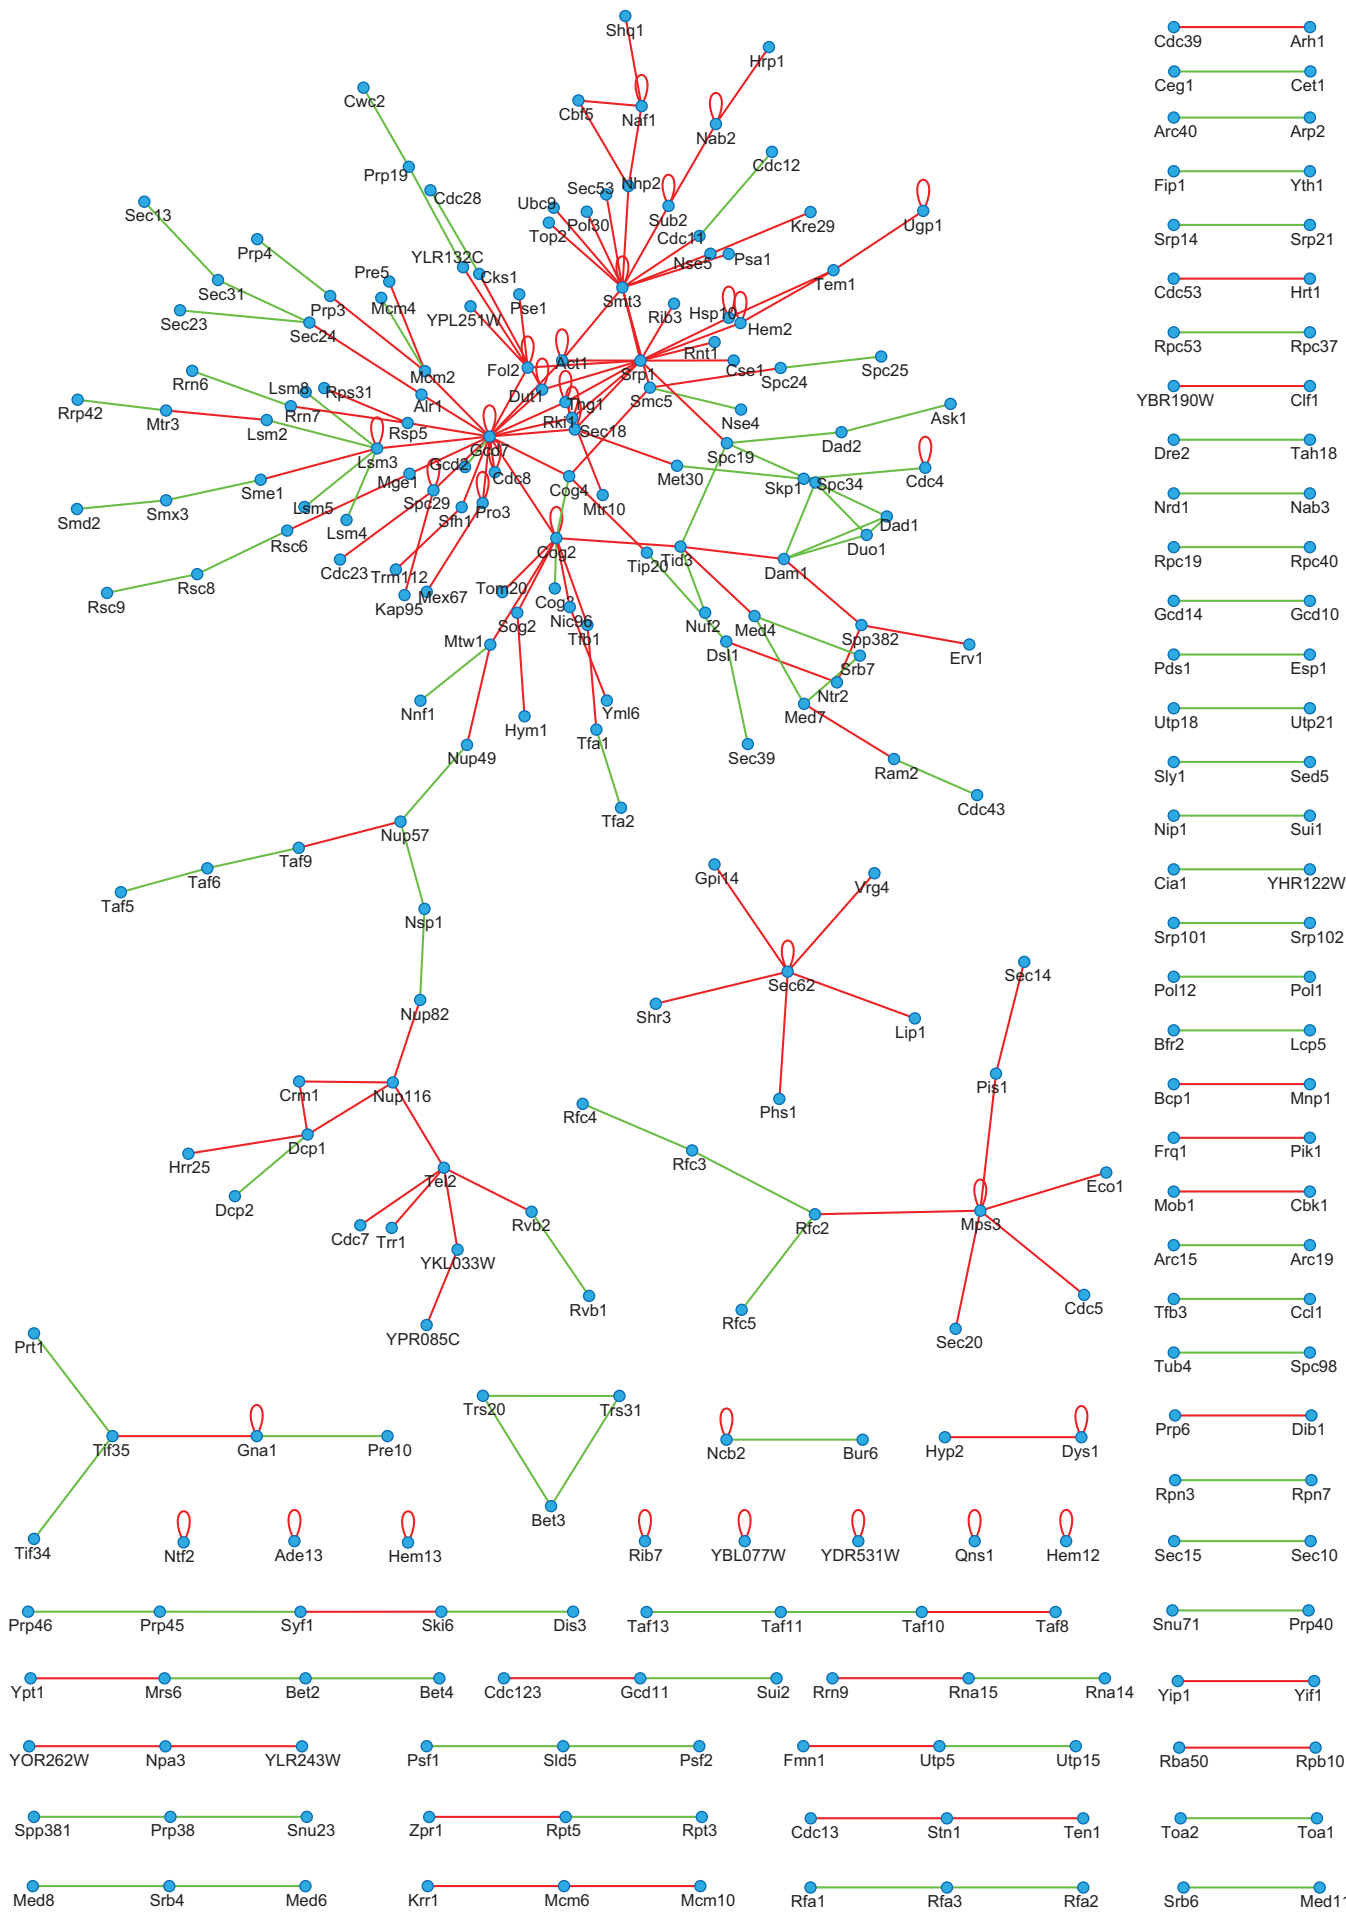 Shq1
Cdc39 Arh1
Hrp1
Ceg1 Cet1
Cwc2
Cbf5
Naf1
Arc40 Arp2
Nab2
Cdc12
Prp19
Fip1 Yth1
Cdc28
Sec53
Nhp2
Ubc9
Pol30
Sub2
Sec13
Kre29
Ugp1
Top2
Cdc11
Srp14 Srp21
Prp4
YLR132C
Nse5
Psa1
Pre5
Cks1
Tem1
Sec31
Cdc53 Hrt1
Prp3
Mcm4
YPL251W
Pse1
Smt3
Rib3
Hsp10
Sec23
Sec24
Hem2
Rpc53 Rpc37
Rnt1
Act1
Fol2
Srp1
Cse1
Spc24
Spc25
Rrn6
Mcm2
Dut1
Smc5
Lsm8
Rps31
Alr1
YBR190W Clf1
Rrp42
Rrn7
Thg1
Nse4
Ask1
Mtr3
Lsm2
Rsp5
Rki1
Sec18
Dad2
Gcd7
Spc19
Dre2 Tah18
Lsm3
Gcd2
Cdc8
Met30
Skp1
Spc34
Cdc4
Sme1
Mge1
Cog4
Smd2
Smx3
Lsm5
Spc29
Sfh1
Pro3
Mtr10
Nrd1 Nab3
Lsm4
Dad1
Rsc6
Cog2
Duo1
Tid3
Rpc19 Rpc40
Cdc23
Tip20
Dam1
Trm112
Rsc8
Rsc9
Kap95
Mex67
Tom20
Cog3
Nic96
Gcd14 Gcd10
Sog2
Nuf2
Med4
Tfb1
Spp382
Mtw1
Dsl1
Erv1
Srb7
Pds1 Esp1
Ntr2
Nnf1
Hym1
Yml6
Med7
Utp18 Utp21
Tfa1
Nup49
Sec39
Ram2
Sly1 Sed5
Cdc43
Tfa2
Nup57
Nip1 Sui1
Taf9
Taf6
Gpi14
Vrg4
Cia1 YHR122W
Taf5
Nsp1
Srp101 Srp102
Sec14
Sec62
Pol12 Pol1
Nup82
Shr3
Lip1
Bfr2 Lcp5
Crm1
Nup116
Pis1
Bcp1 Mnp1
Phs1
Rfc4
Dcp1
Frq1 Pik1
Hrr25
Rfc3
Tel2
Eco1
Mob1 Cbk1
Dcp2
Rvb2
Rfc2
Mps3
Cdc7
Trr1
Arc15 Arc19
YKL033W
Rvb1
Cdc5
Tfb3 Ccl1
Rfc5
YPR085C
Sec20
Prt1
Tub4 Spc98
Trs20 Trs31
Prp6 Dib1
Tif35 Gna1 Pre10
Ncb2 Bur6
Hyp2 Dys1
Rpn3 Rpn7
Bet3
Tif34
Ntf2 Ade13 Hem13
Rib7 YBL077W YDR531W Qns1 Hem12
Sec15 Sec10
Prp46 Prp45 Syf1 Ski6 Dis3
Taf13 Taf11 Taf10 Taf8
Snu71 Prp40
Ypt1 Mrs6 Bet2 Bet4
Cdc123 Gcd11 Sui2
Rrn9 Rna15 Rna14
Yip1 Yif1
YOR262W Npa3 YLR243W
Psf1 Sld5 Psf2
Fmn1 Utp5 Utp15
Rba50 Rpb10
Spp381 Prp38 Snu23
Zpr1 Rpt5 Rpt3
Cdc13 Stn1 Ten1
Toa2 Toa1
Med8 Srb4 Med6
Krr1 Mcm6 Mcm10
Rfa1 Rfa3 Rfa2
Srb6 Med11